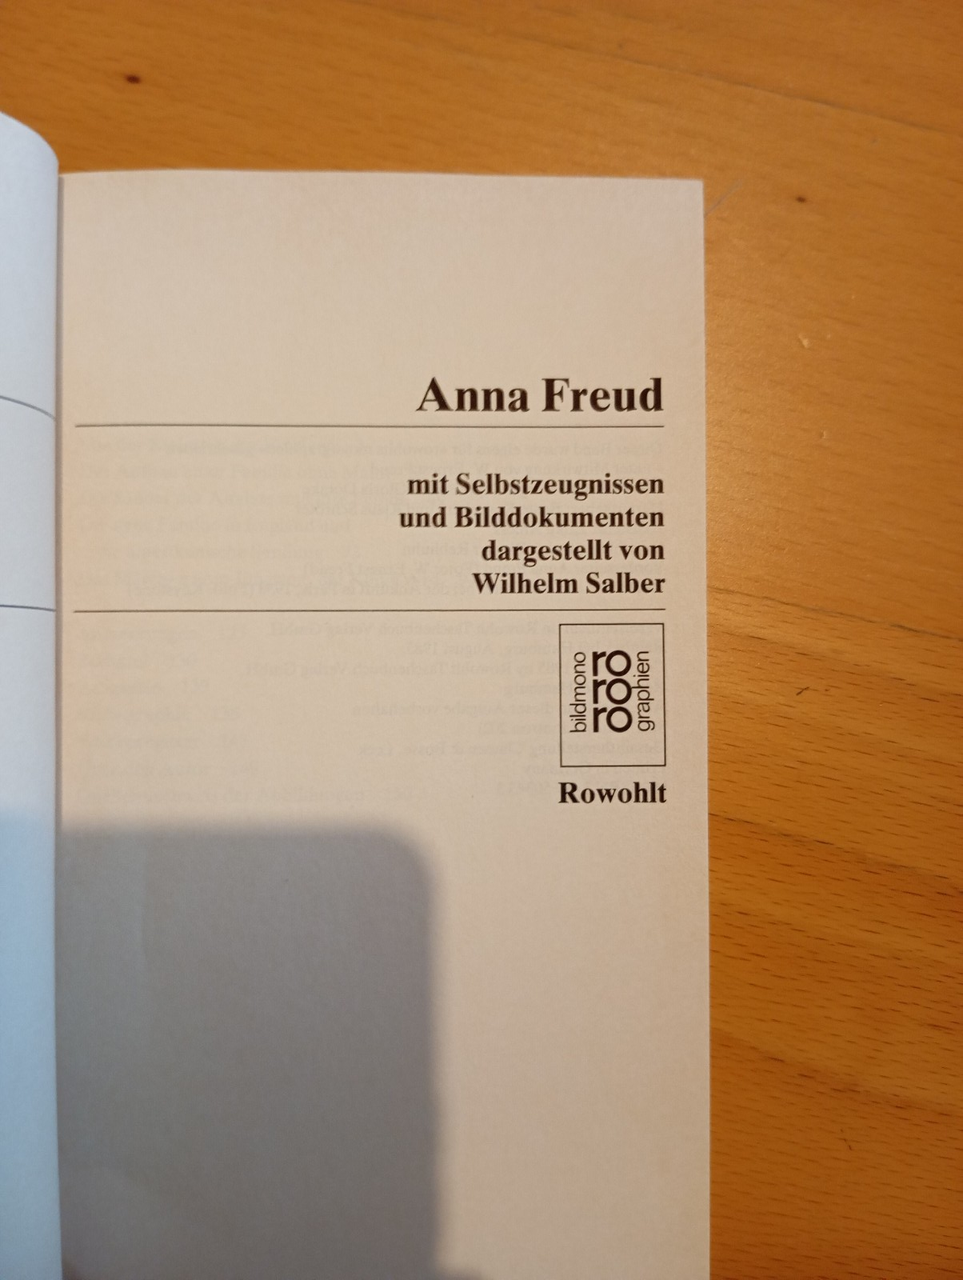 Anna Freud
mit Selbstzeugnissen
und Bilddokumenten
dargestellt von
Wilhelm Salber
bildmono
ro
ro
ro
graphien
Rowohlt